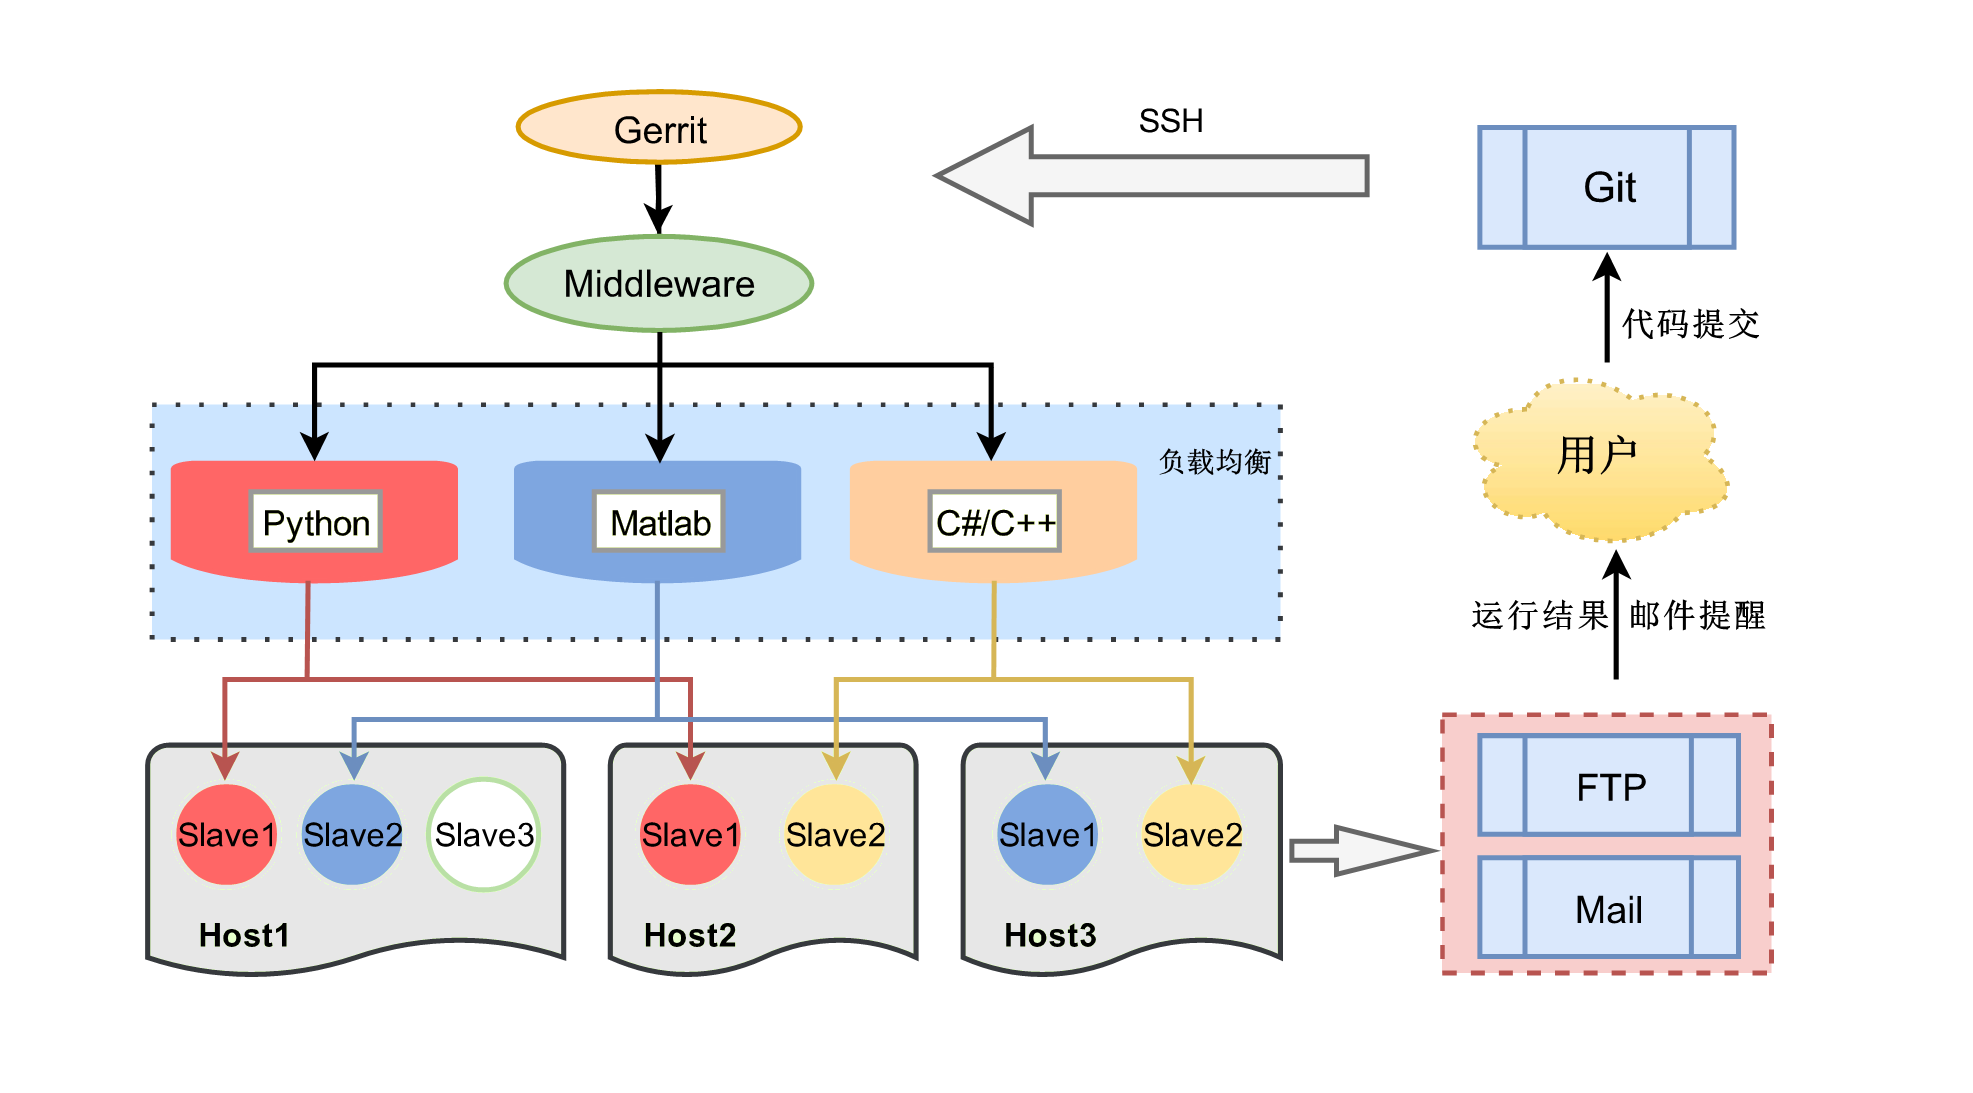 Gerrit
SSH
Git
Middleware
代码提交
用户
负载均衡
Python
Matlab
C#/C++
运行结果
邮件提醒
Slave1
Slave2
Slave3
Host1
Slave1
Slave2
Host2
Slave1
Slave2
Host3
FTP
Mail